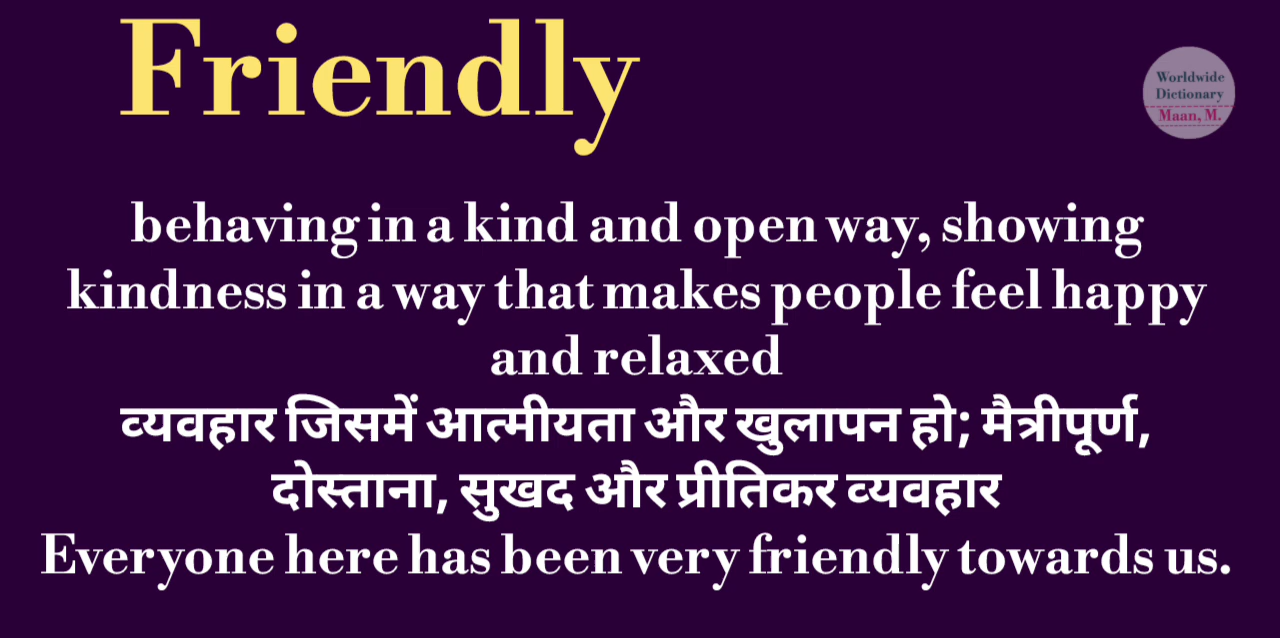 Friendly
Worldwide
Dictionary
Maan, M.
behaving in a kind and open way, showing
kindness in a way that makes people feel happy
and relaxed
व्यवहार जिसमें आत्मीयता और खुलापन हो; मैत्रीपूर्ण,
दोस्ताना, सुखद और प्रीतिकर व्यवहार
Everyone here has been very friendly towards us.